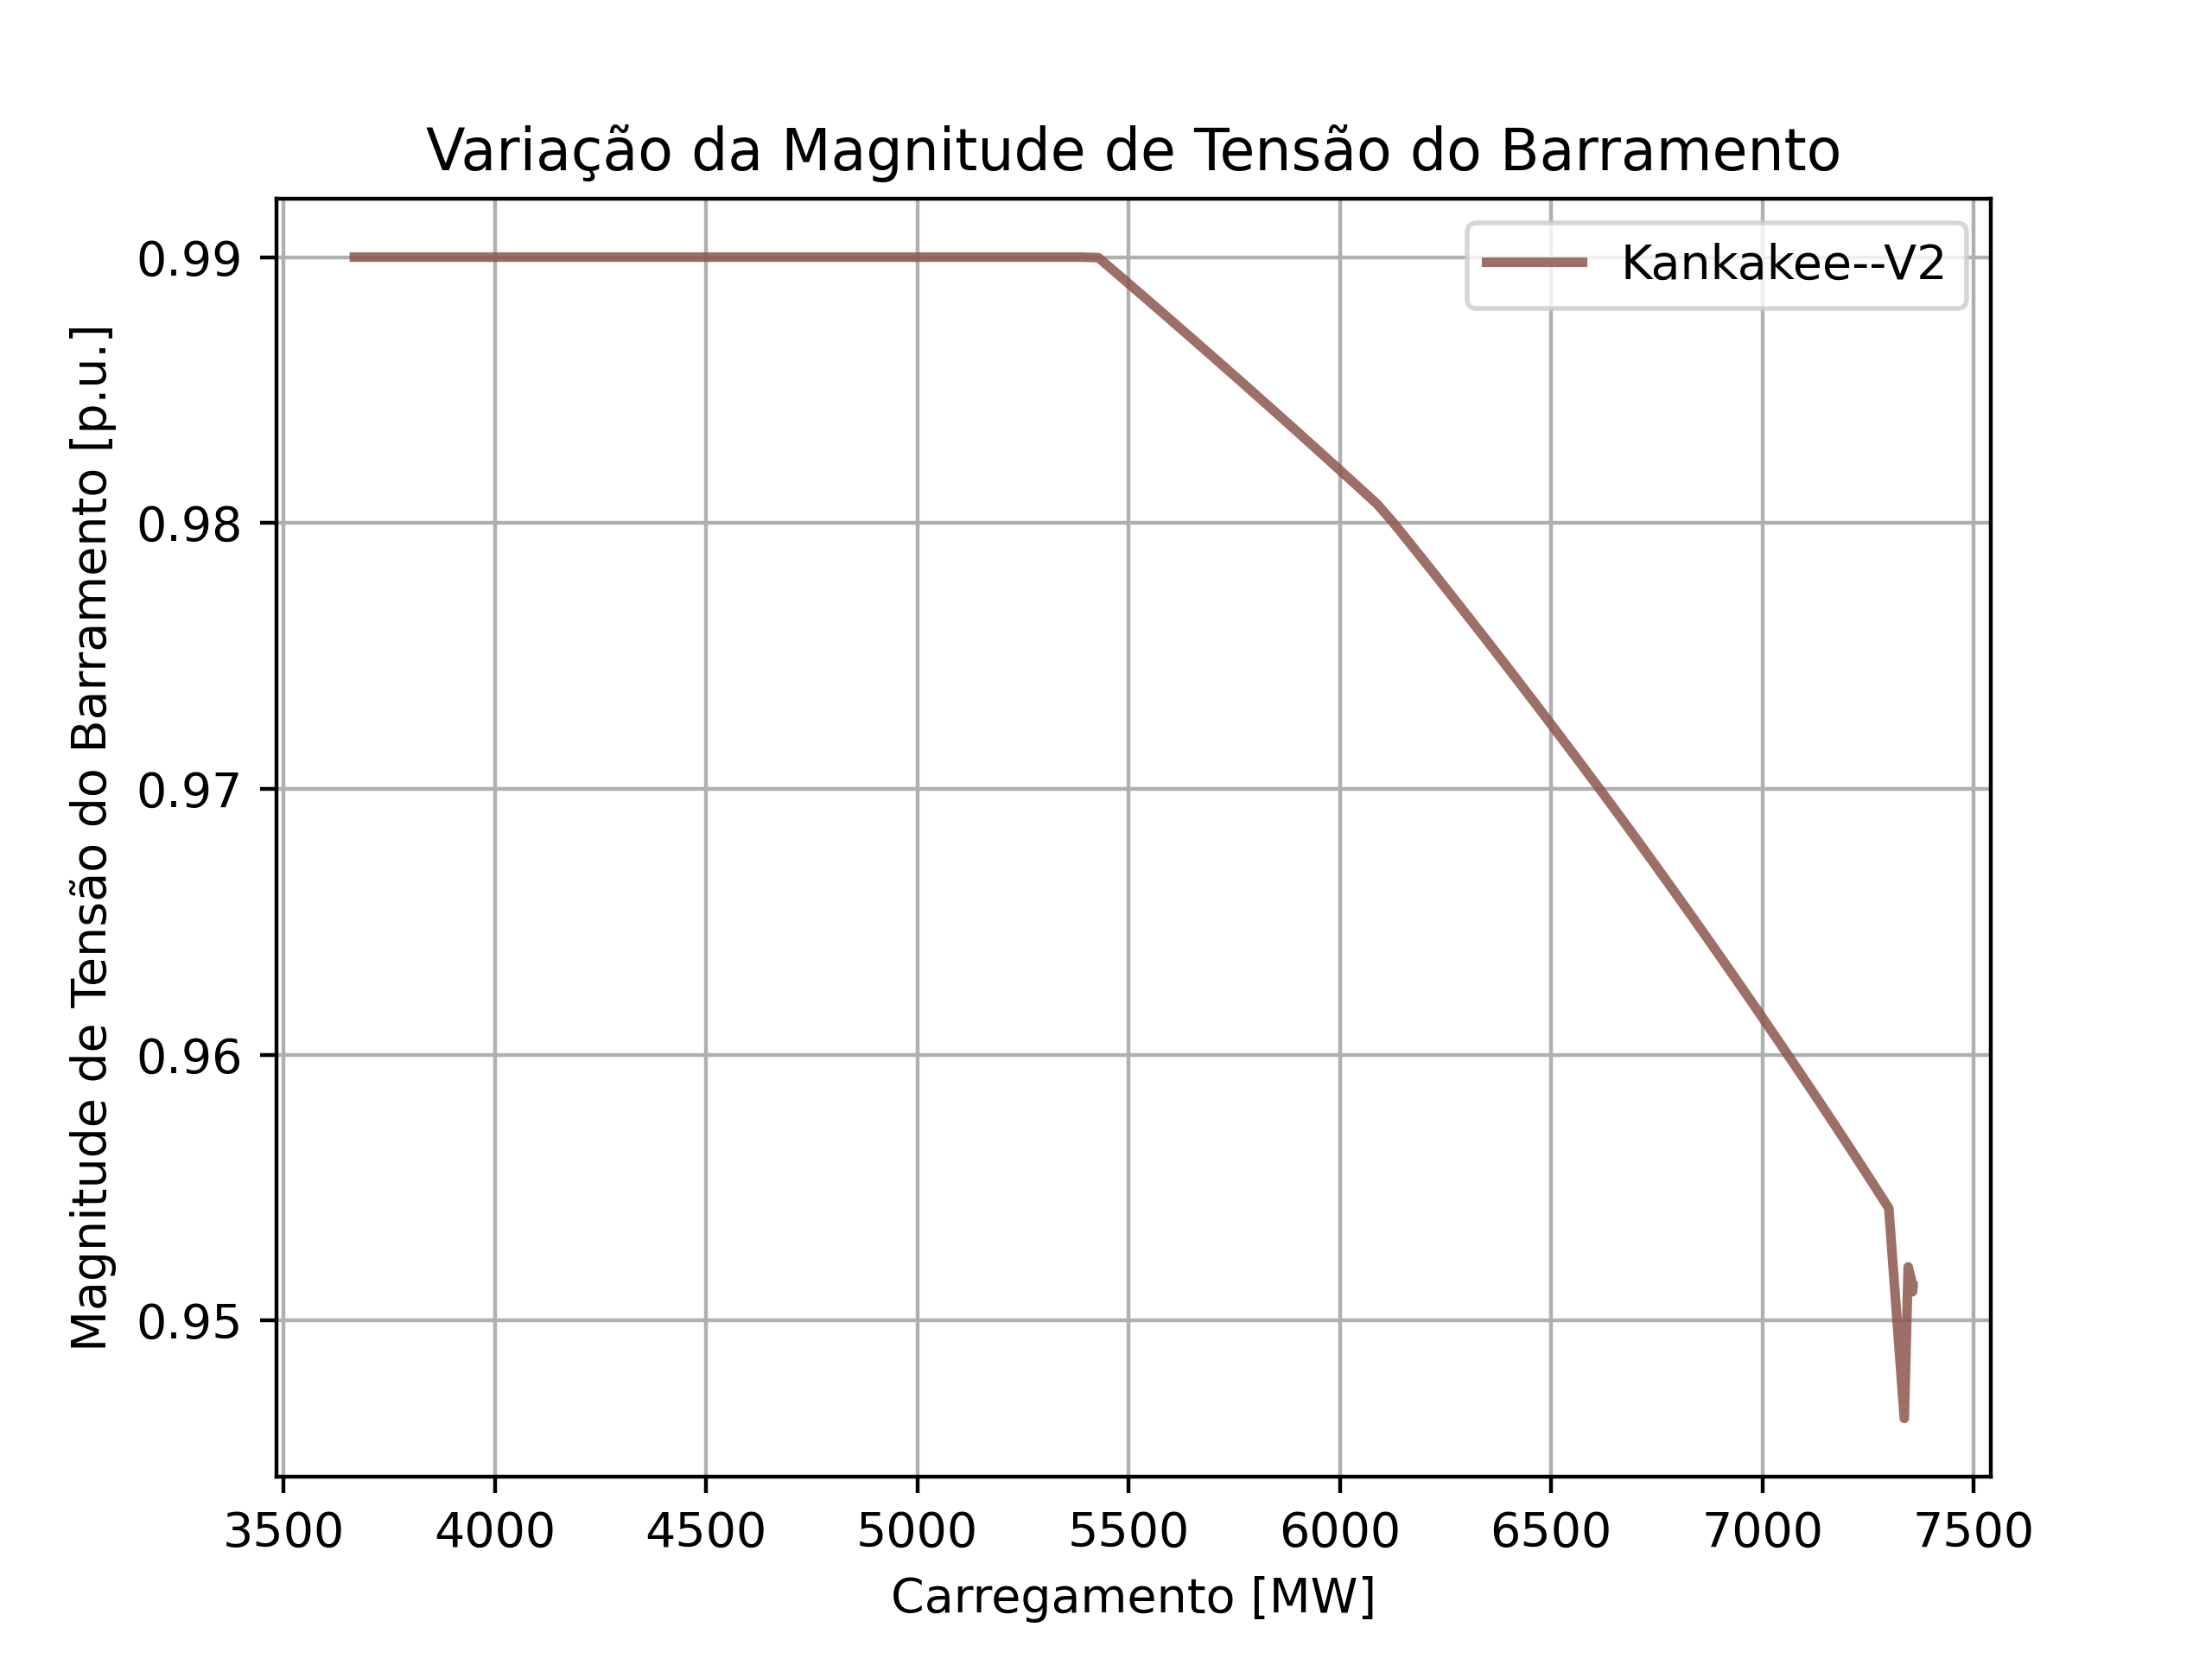 Variação da Magnitude de Tensão do Barramento
Kankakee--V2
Magnitude de Tensão do Barramento [p.u.]
0.99
0.98
0.97
0.96
0.95
3500 4000 4500 5000 5500 6000 6500 7000 7500
Carregamento [MW]